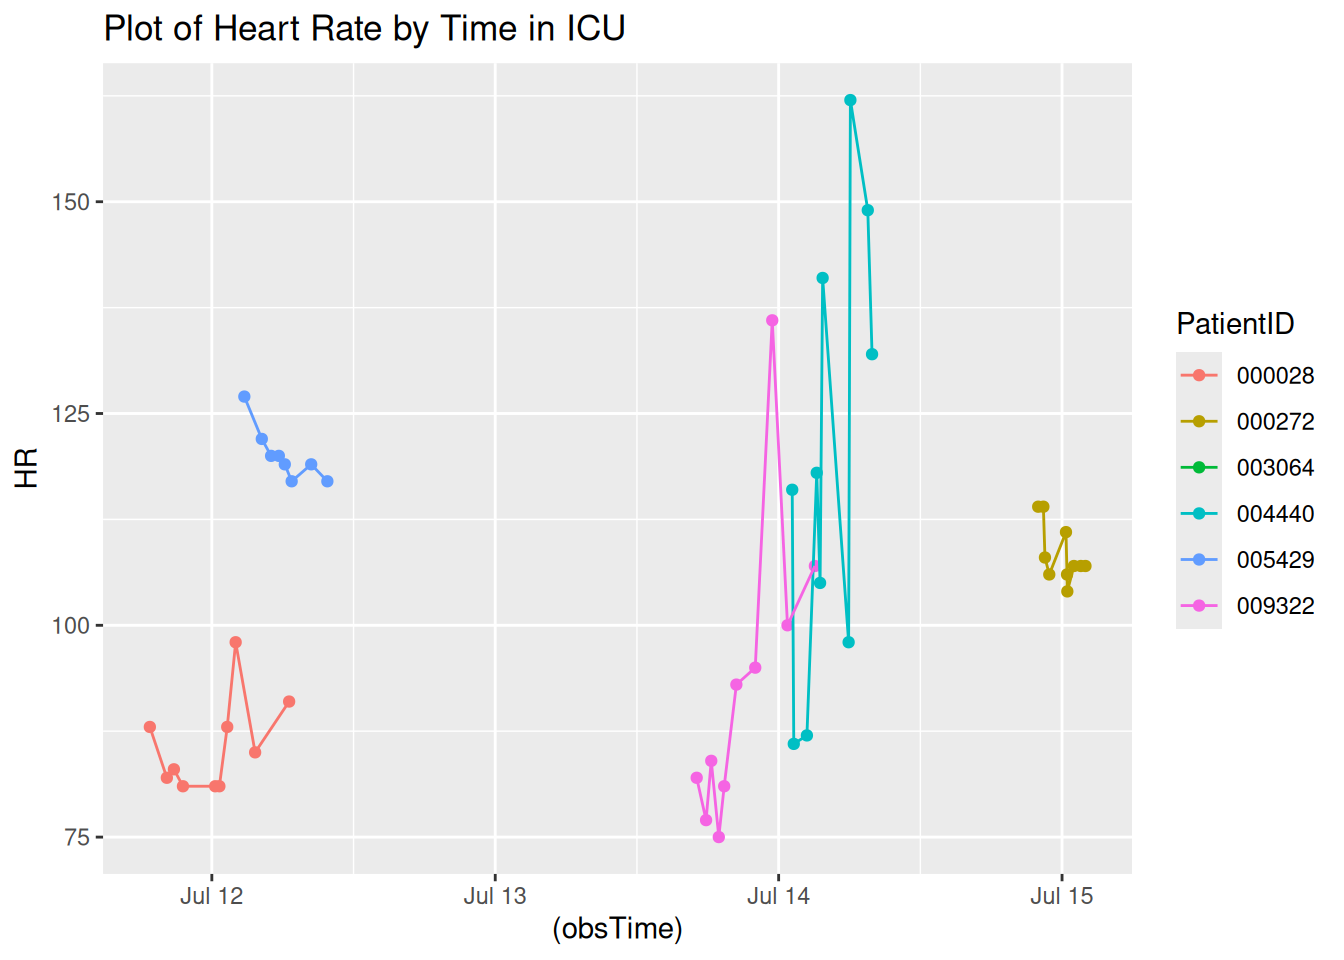 Plot of Heart Rate by Time in ICU
HR
150
125
100
75
Jul 12
Jul 13
Jul 14
Jul 15
(obsTime)
PatientID
000028
000272
003064
004440
005429
009322